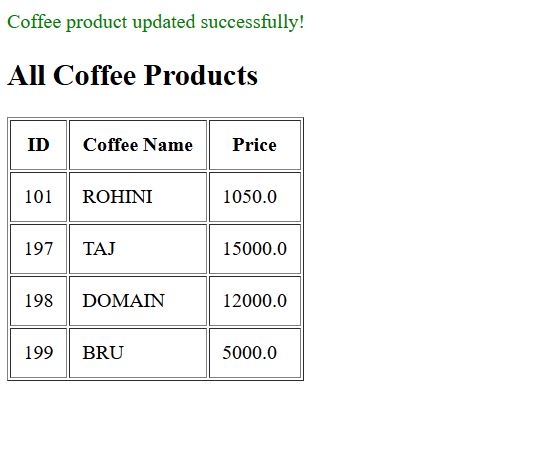 Coffee product updated successfully!
All Coffee Products
ID Coffee Name Price
101 ROHINI 1050.0
197 TAJ 15000.0
198 DOMAIN 12000.0
199 BRU 5000.0